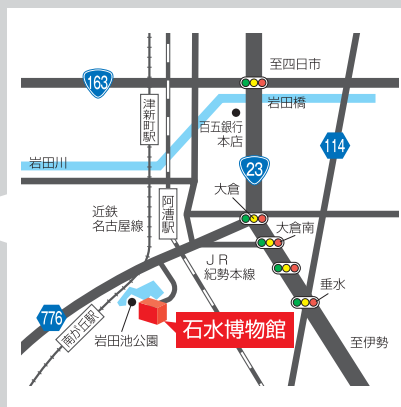 至四日市
163
岩田橋
津新町駅
百五銀行
本店
114
岩田川
23
大倉
近鉄
名古屋線
阿漕駅
大倉南
JR
紀勢本線
垂水
776
南が丘駅
岩田池公園
石水博物館
至伊勢